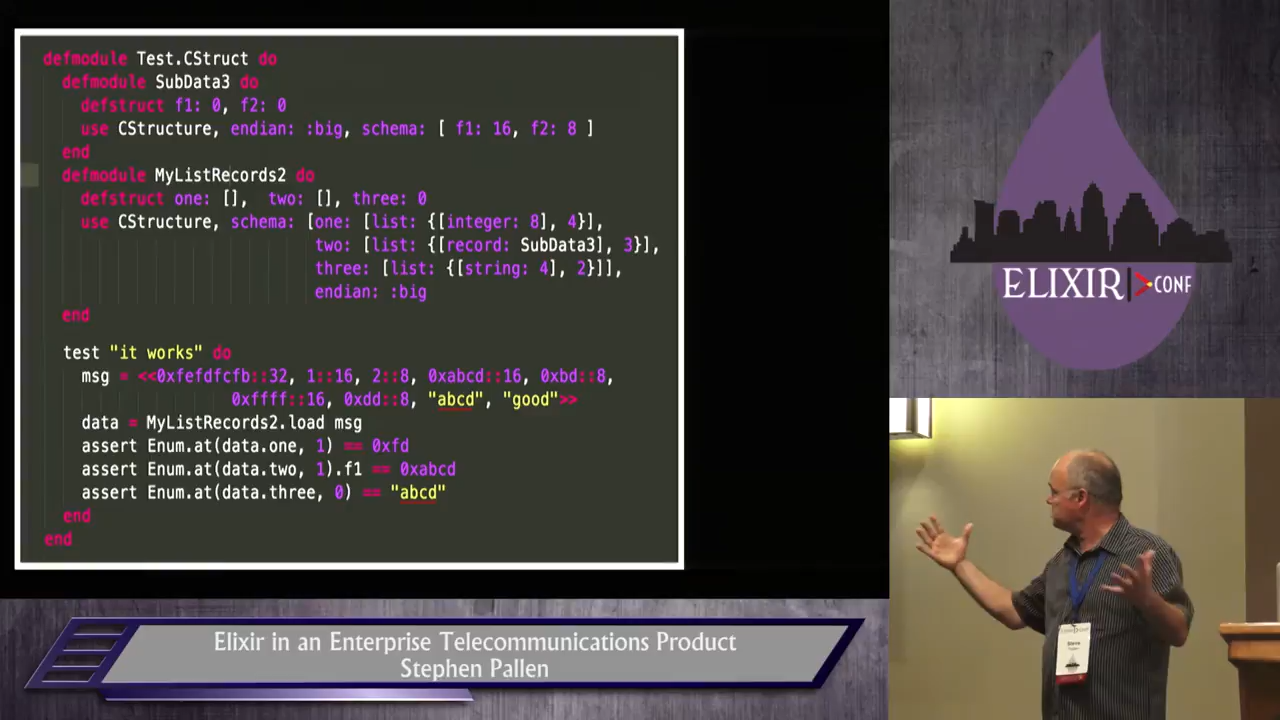 defmodule Test.CStruct do
defmodule SubData3 do
defstruct f1: 0, f2: 0
use CStructure, endian: :big, schema: [ f1: 16, f2: 8 ]
end
defmodule MyListRecords2 do
defstruct one: [],  two: [], three: 0
use CStructure, schema: [one: [list: {[integer: 8], 4}],
two: [list: {[record: SubData3], 3}],
three: [list: {[string: 4], 2}]],
endian: :big
end
test "it works" do
msg = <<0xfefdfcfb::32, 1::16, 2::8, 0xabcd::16, 0xbd::8,
0xffff::16, 0xdd::8, "abcd", "good">>
data = MyListRecords2.load msg
assert Enum.at(data.one, 1) == 0xfd
assert Enum.at(data.two, 1).f1 == 0xabcd
assert Enum.at(data.three, 0) == "abcd"
end
end
ELIXIR|>CONF
Elixir in an Enterprise Telecommunications Product
Stephen Pallen